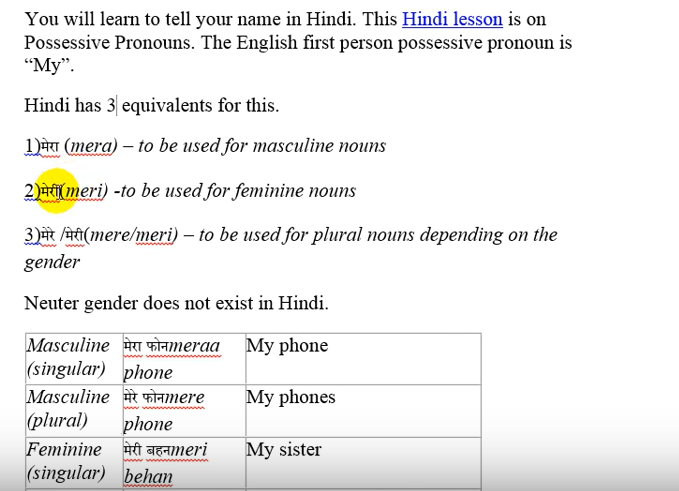 You will learn to tell your name in Hindi. This Hindi lesson is on
Possessive Pronouns. The English first person possessive pronoun is
“My”.
Hindi has 3 equivalents for this.
1)मेरा (mera) – to be used for masculine nouns
2)मेरी(meri) -to be used for feminine nouns
3)मेरे /मेरी(mere/meri) – to be used for plural nouns depending on the
gender
Neuter gender does not exist in Hindi.
Masculine मेरा फोनmeraa My phone
(singular) phone
Masculine मेरे फोनmere My phones
(plural) phone
Feminine मेरी बहनmeri My sister
(singular) behan